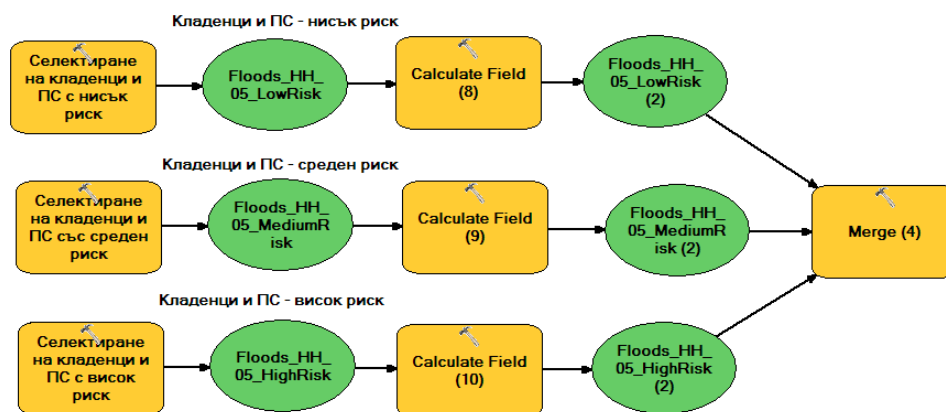 Кладенци и ПС - нисък риск
Селектиране
на кладенци и
ПС с нисък
риск
Floods_HH_
05_LowRisk
Calculate Field
(8)
Floods_HH_
05_LowRisk
(2)
Кладенци и ПС - среден риск
Селектиране
на кладенци и
ПС със среден
риск
Floods_HH_
05_MediumR
isk
Calculate Field
(9)
Floods_HH_
05_MediumR
isk (2)
Merge (4)
Кладенци и ПС - висок риск
Селектиране
на кладенци и
ПС с висок
риск
Floods_HH_
05_HighRisk
Calculate Field
(10)
Floods_HH_
05_HighRisk
(2)